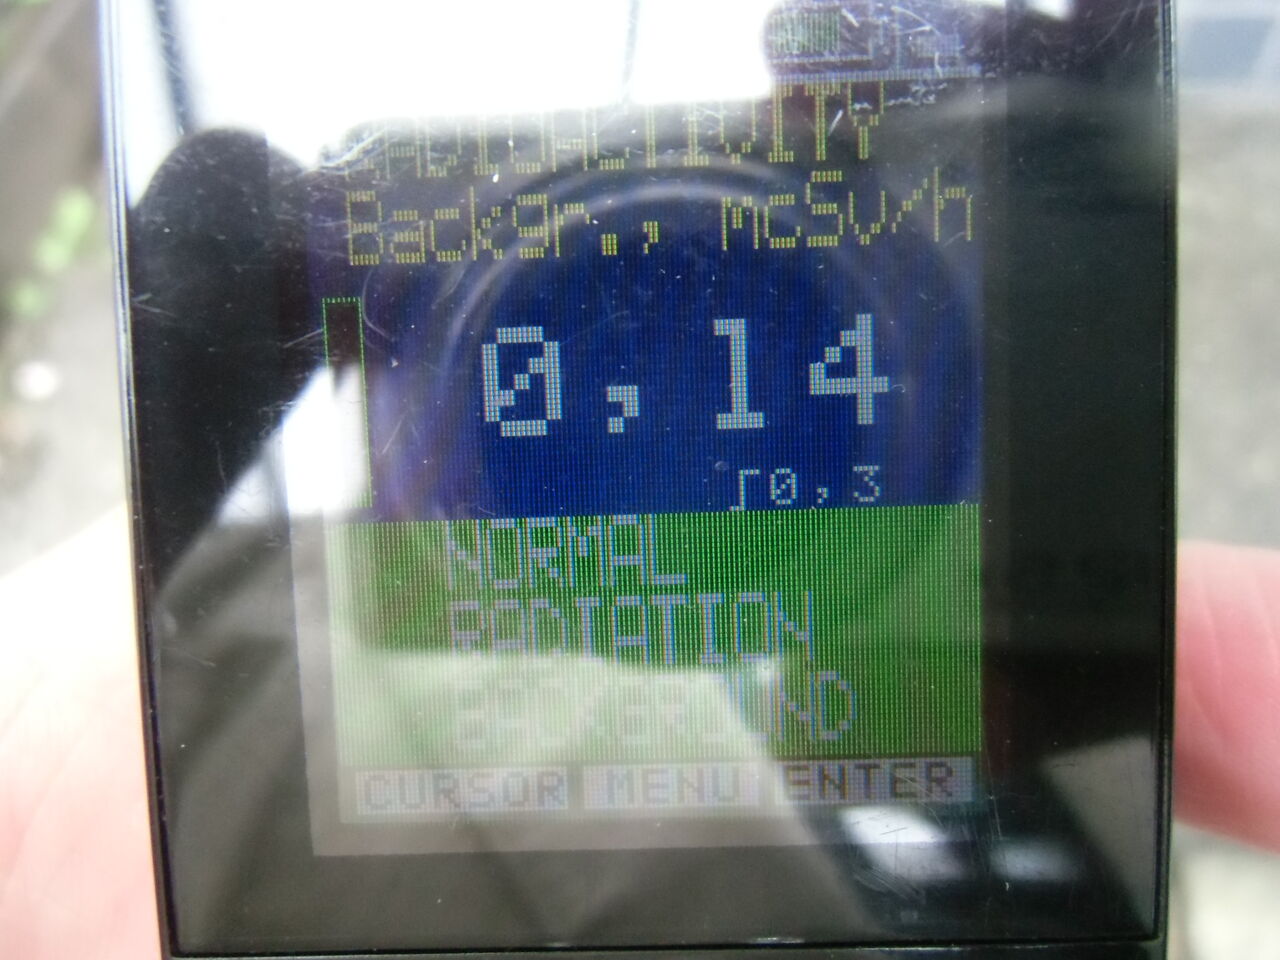 RADIOACTIVITY
Backgr., mcSv/h
0,14
∫0,3
NORMAL
RADIATION
BACKGROUND
CURSOR MENU ENTER